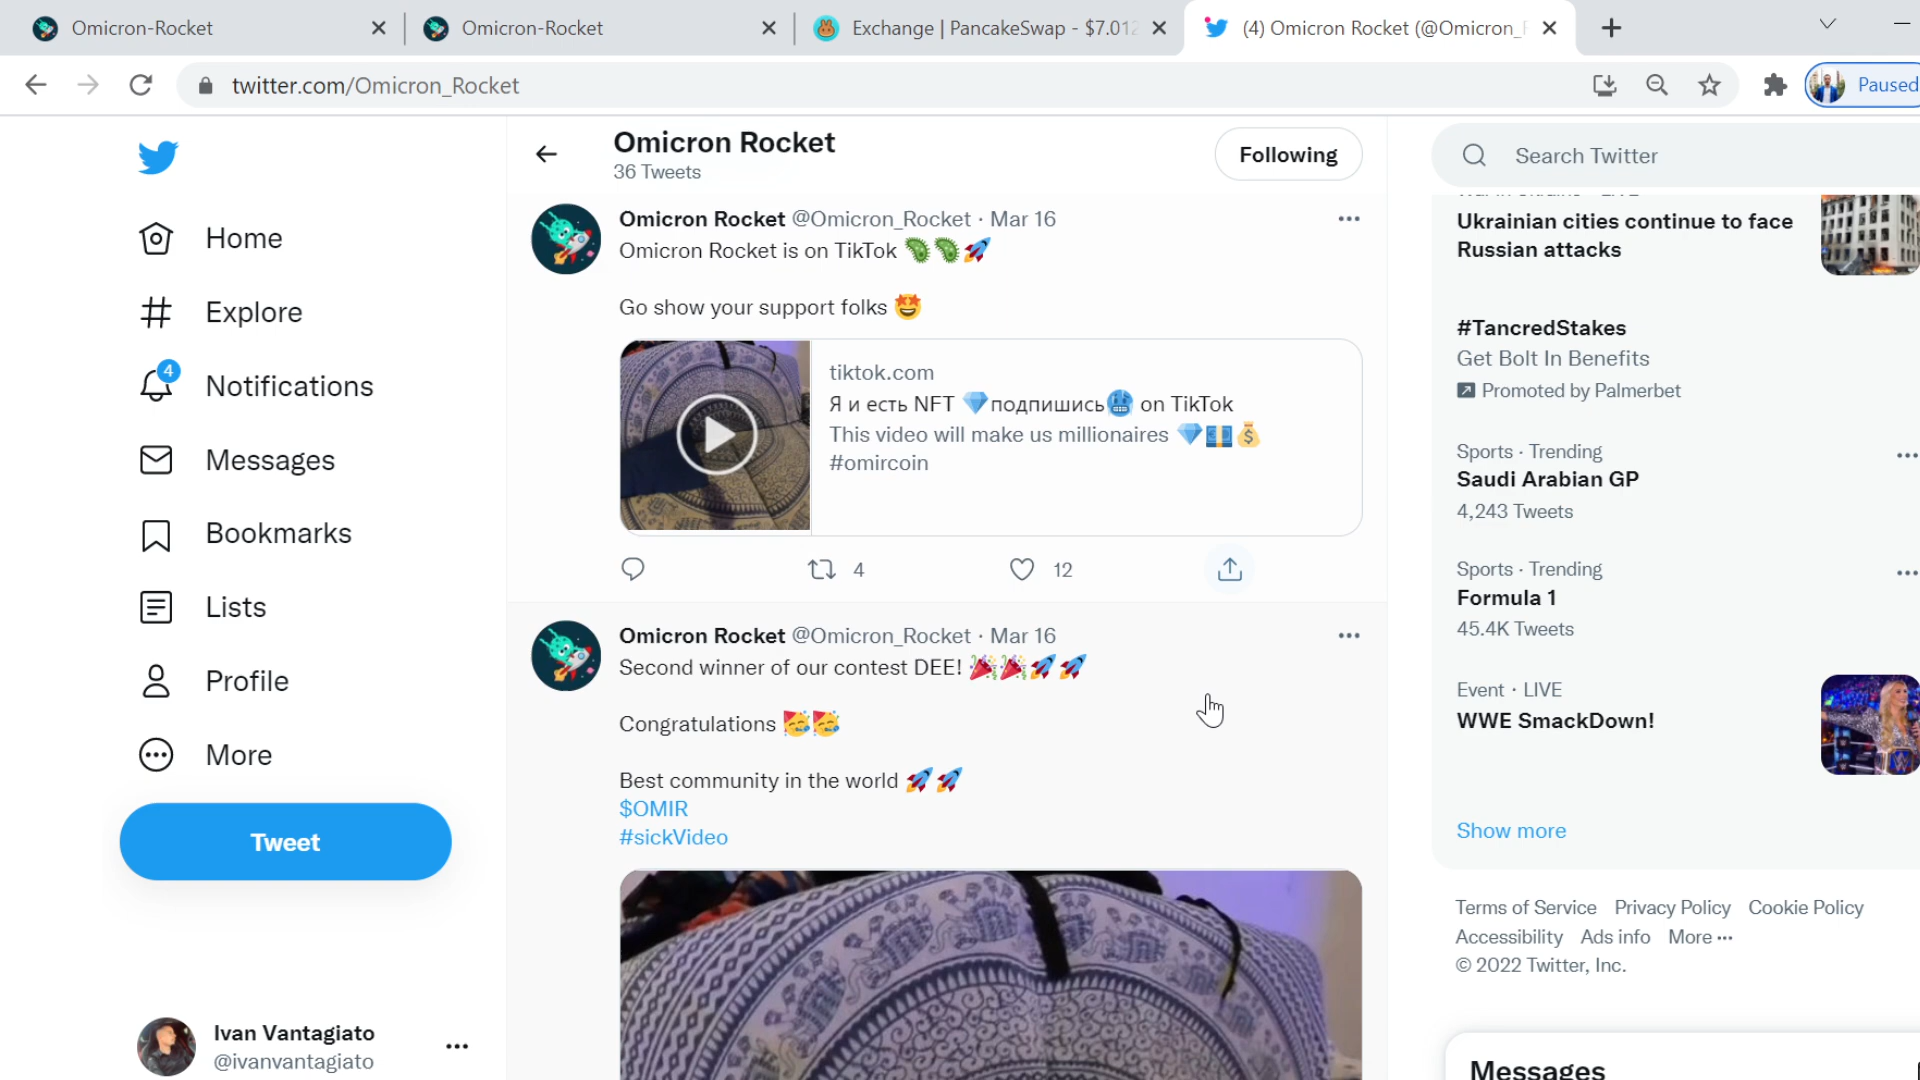 Omicron-Rocket
Omicron-Rocket
Exchange | PancakeSwap - $7.012
(4) Omicron Rocket (@Omicron_R
twitter.com/Omicron_Rocket
Paused
Omicron Rocket
36 Tweets
Following
Search Twitter
Home
Explore
4
Notifications
Messages
Bookmarks
Lists
Profile
More
Tweet
Ivan Vantagiato
@ivanvantagiato
Omicron Rocket @Omicron_Rocket · Mar 16
Omicron Rocket is on TikTok 🦠🦠🚀
Go show your support folks 🤩
tiktok.com
Я и есть NFT 💎подпишись🥶 on TikTok
This video will make us millionaires 💎💵💰
#omircoin
4
12
Omicron Rocket @Omicron_Rocket · Mar 16
Second winner of our contest DEE! 🎉🎉🚀🚀
Congratulations 🥳🥳
Best community in the world 🚀🚀
$OMIR
#sickVideo
Ukrainian cities continue to face
Russian attacks
#TancredStakes
Get Bolt In Benefits
Promoted by Palmerbet
Sports · Trending
Saudi Arabian GP
4,243 Tweets
Sports · Trending
Formula 1
45.4K Tweets
Event · LIVE
WWE SmackDown!
Show more
Terms of Service Privacy Policy Cookie Policy
Accessibility Ads info More ···
© 2022 Twitter, Inc.
Messages